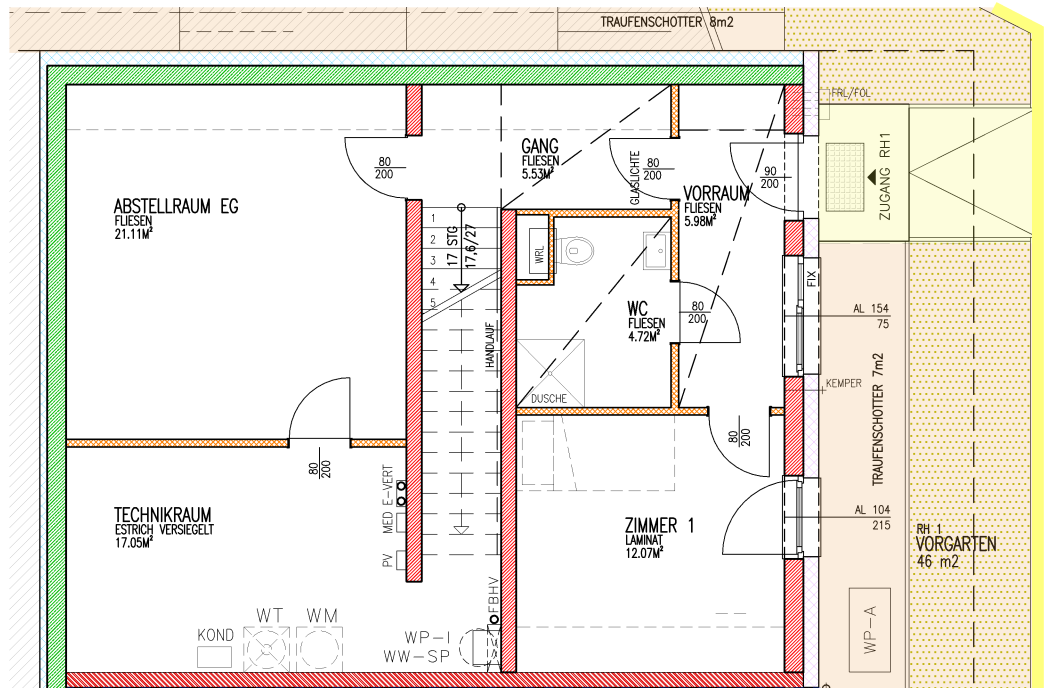 TRAUFENSCHOTTER 8m2
FRL/FOL
ZUGANG RH1
GANG
FLIESEN
5.53M²
GLASLICHTE
80
200
80
200
90
200
VORRAUM
FLIESEN
5.98M²
ABSTELLRAUM EG
FLIESEN
21.11M²
1
2
3
4
5
17 STG
17,6/27
HANDLAUF
WRL
WC
FLIESEN
4.72M²
80
200
DUSCHE
FIX
AL 154
75
KEMPER
TRAUFENSCHOTTER 7m2
80
200
80
200
TECHNIKRAUM
ESTRICH VERSIEGELT
17.05M²
E-VERT
MED
PV
ZIMMER 1
LAMINAT
12.07M²
AL 104
215
RH 1
VORGARTEN
46 m2
FBHV
WP-A
KOND
WT
WM
WP-I
WW-SP